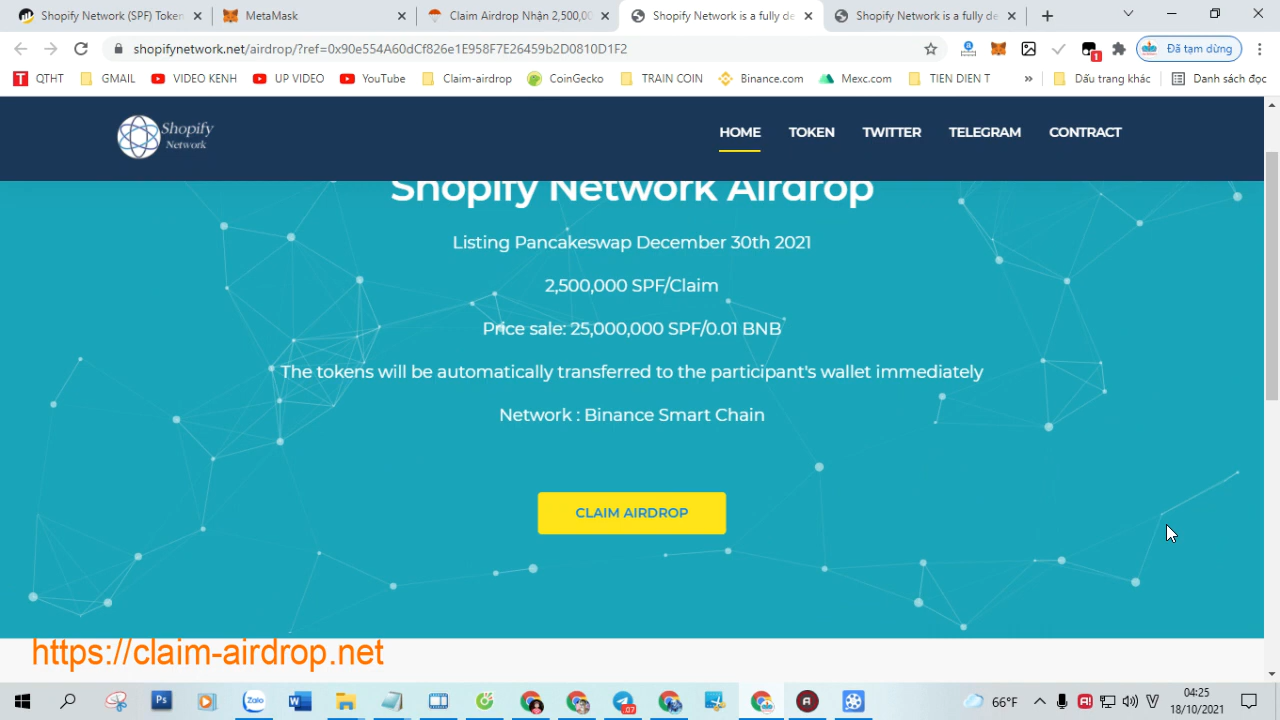 Shopify Network (SPF) Token
MetaMask
Claim Airdrop Nhận 2,500,0
Shopify Network is a fully de
Shopify Network is a fully de
shopifynetwork.net/airdrop/?ref=0x90e554A60dCf826e1E958F7E26459b2D0810D1F2
1
Đã tạm dừng
QTHT
GMAIL
VIDEO KENH
UP VIDEO
YouTube
Claim-airdrop
CoinGecko
TRAIN COIN
Binance.com
Mexc.com
TIEN DIEN T
»
Dấu trang khác
Danh sách đọc
Shopify
Network
HOME
TOKEN
TWITTER
TELEGRAM
CONTRACT
Shopify Network Airdrop
Listing Pancakeswap December 30th 2021
2,500,000 SPF/Claim
Price sale: 25,000,000 SPF/0.01 BNB
The tokens will be automatically transferred to the participant's wallet immediately
Network : Binance Smart Chain
CLAIM AIRDROP
https://claim-airdrop.net
Ps
Zalo
66°F
04:25
18/10/2021